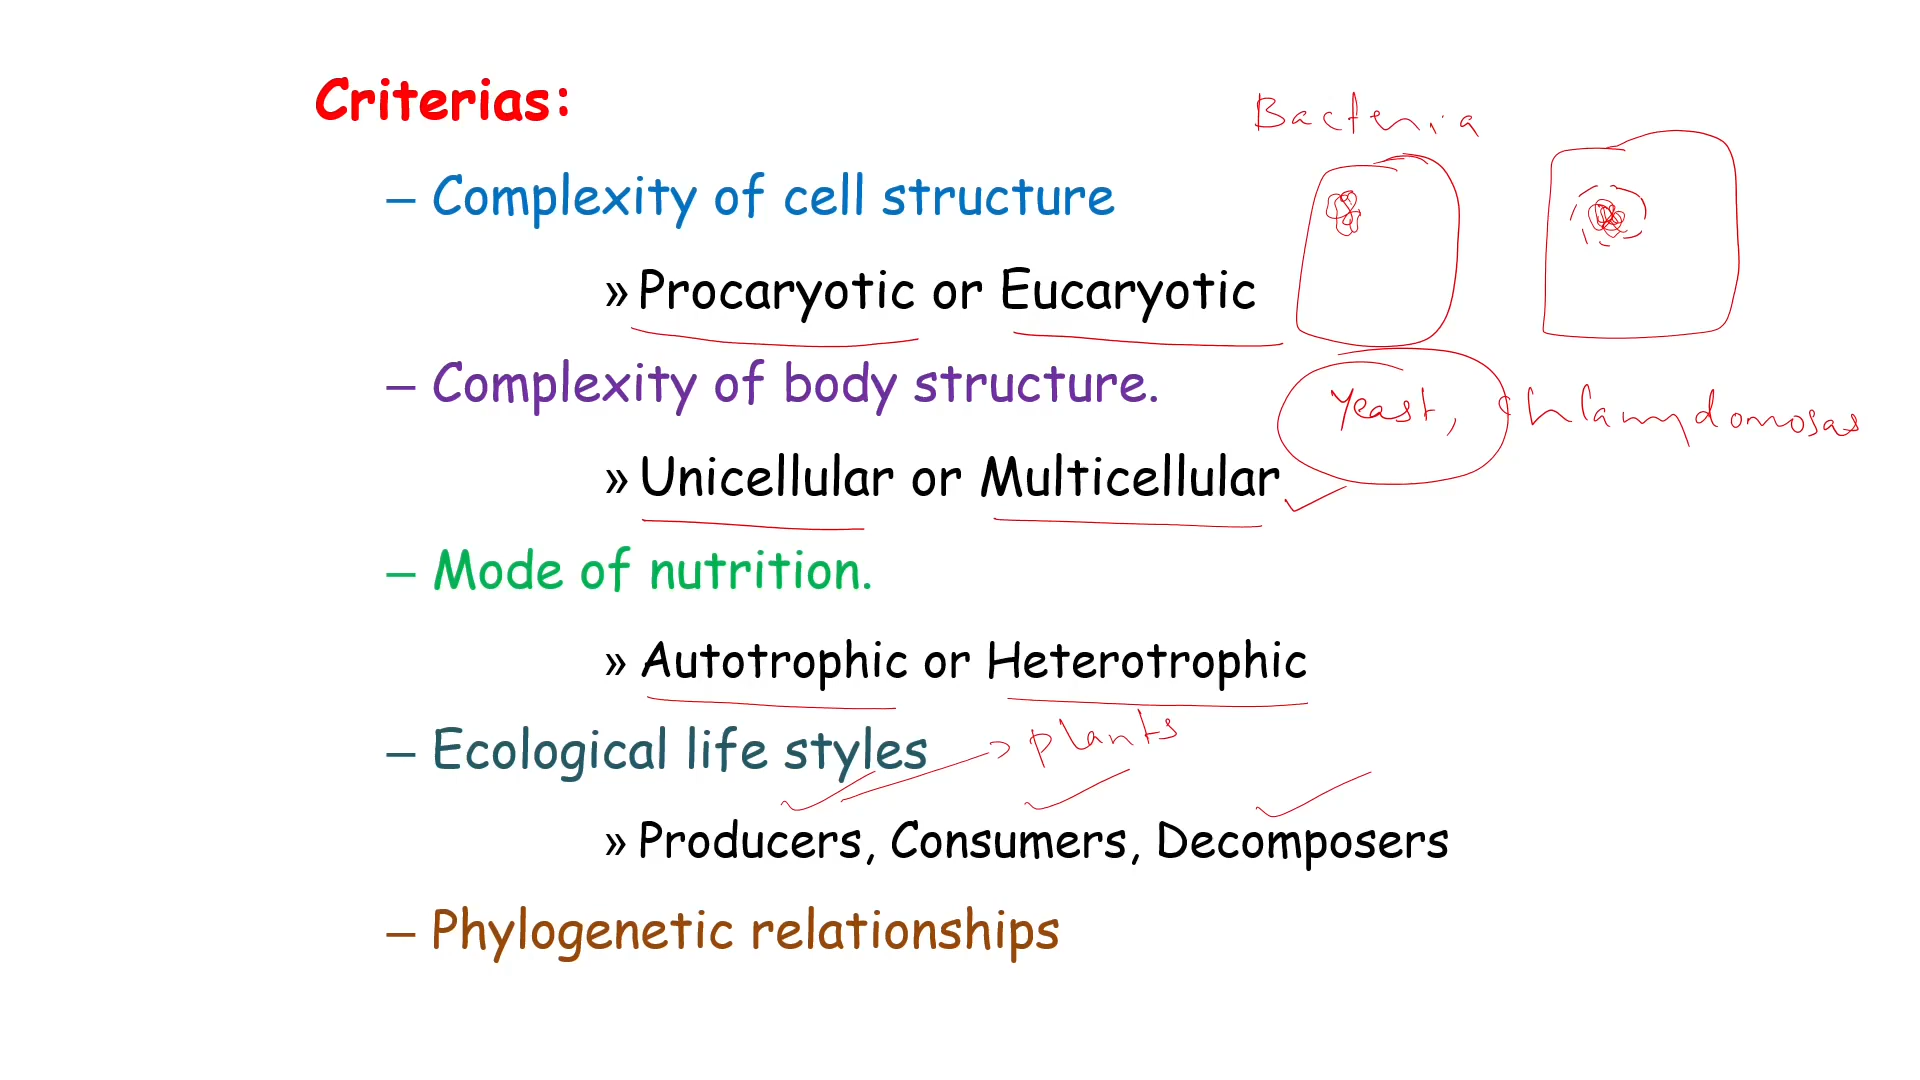 Criterias:
Bacteria
– Complexity of cell structure
» Procaryotic or Eucaryotic
– Complexity of body structure.
Yeast, Chlamydomosas
» Unicellular or Multicellular
– Mode of nutrition.
» Autotrophic or Heterotrophic
– Ecological life styles
plants
» Producers, Consumers, Decomposers
– Phylogenetic relationships